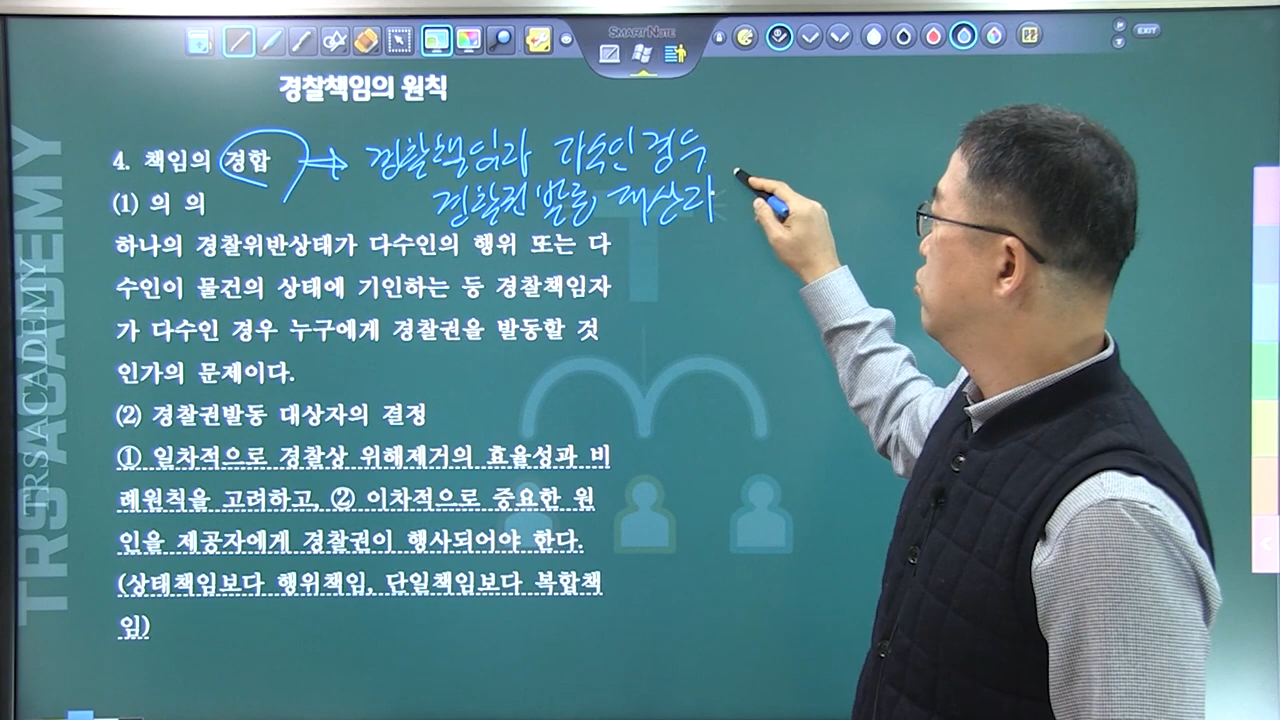 SMARTNOTE
EXIT
경찰책임의 원칙
4. 책임의 경합
경찰책임과 다수인 경우
경찰권 발동 대상과
(1) 의 의
하나의 경찰위반상태가 다수인의 행위 또는 다
수인이 물건의 상태에 기인하는 등 경찰책임자
가 다수인 경우 누구에게 경찰권을 발동할 것
인가의 문제이다.
(2) 경찰권발동 대상자의 결정
① 일차적으로 경찰상 위해제거의 효율성과 비
례원칙을 고려하고, ② 이차적으로 중요한 원
인을 제공자에게 경찰권이 행사되어야 한다.
(상태책임보다 행위책임, 단일책임보다 복합책
임)
TRS ACADEMY
TRS ACADEMY